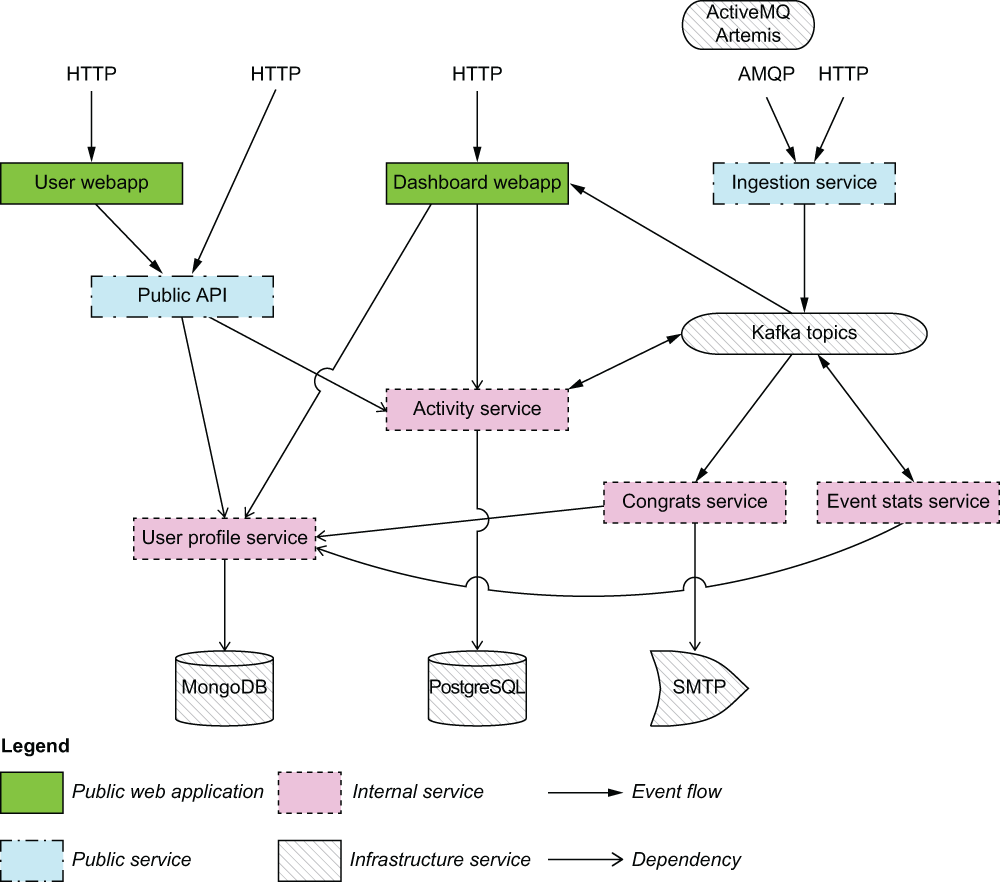 ActiveMQ
Artemis
HTTP
HTTP
HTTP
AMQP
HTTP
User webapp
Dashboard webapp
Ingestion service
Public API
Kafka topics
Activity service
Congrats service
Event stats service
User profile service
MongoDB
PostgreSQL
SMTP
Legend
Public web application
Internal service
Event flow
Public service
Infrastructure service
Dependency